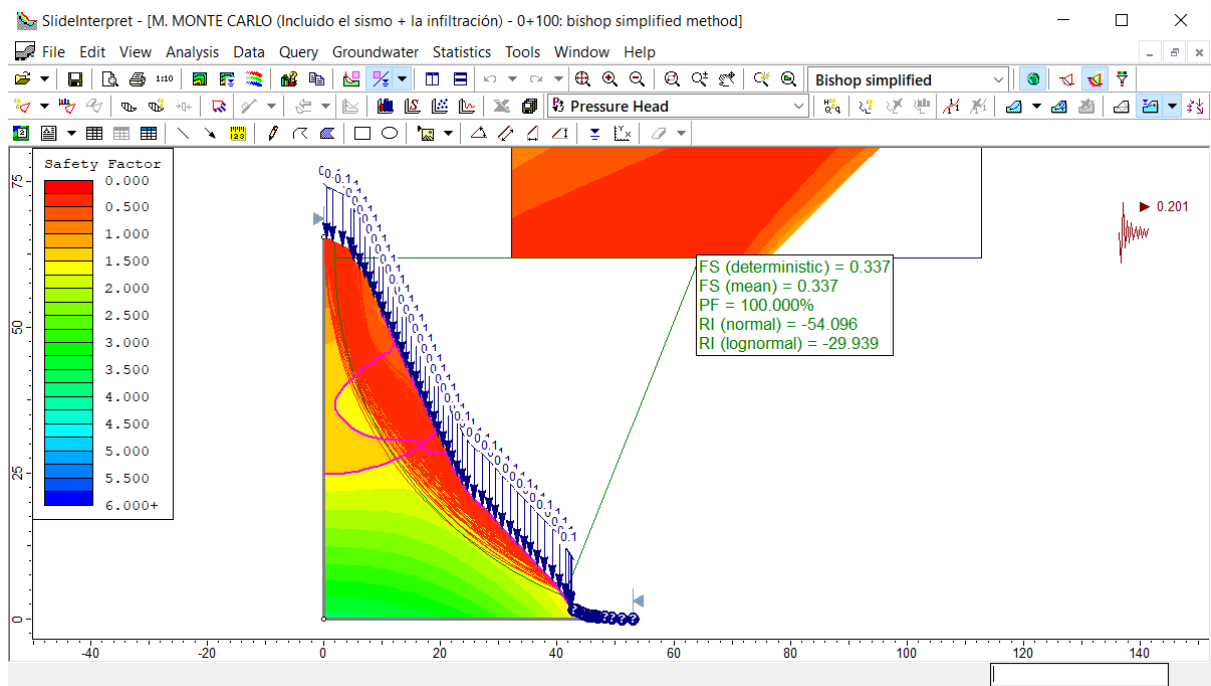 SlideInterpret - [M. MONTE CARLO (Incluido el sismo + la infiltración) - 0+100: bishop simplified method]
File Edit View Analysis Data Query Groundwater Statistics Tools Window Help
1:10
Bishop simplified
Pressure Head
Safety Factor
0.000
0.500
1.000
1.500
2.000
2.500
3.000
3.500
4.000
4.500
5.000
5.500
6.000+
75
50
25
0
0.201
FS (deterministic) = 0.337
FS (mean) = 0.337
PF = 100.000%
RI (normal) = -54.096
RI (lognormal) = -29.939
0.1
-40 -20 0 20 40 60 80 100 120 140